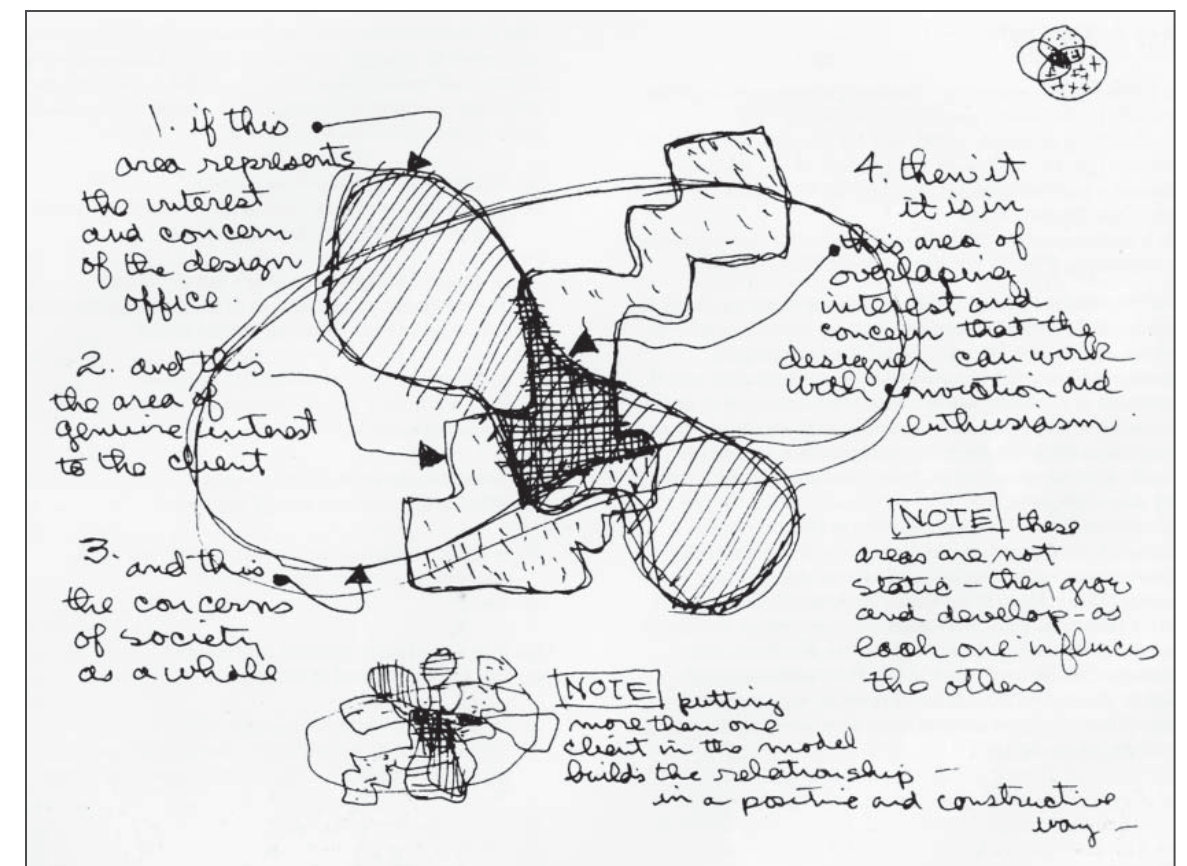 1. if this
area represents
the interest
and concern
of the design
office.
2. and this
the area of
genuine interest
to the client
3. and this
the concerns
of society
as a whole
4. then it
it is in
this area of
overlaping
interest and
concern that the
designer can work
with conviction and
enthusiasm
NOTE these
areas are not
static – they grow
and develop – as
each one influences
the others
NOTE putting
more than one
client in the model
builds the relationship –
in a positive and constructive
way –